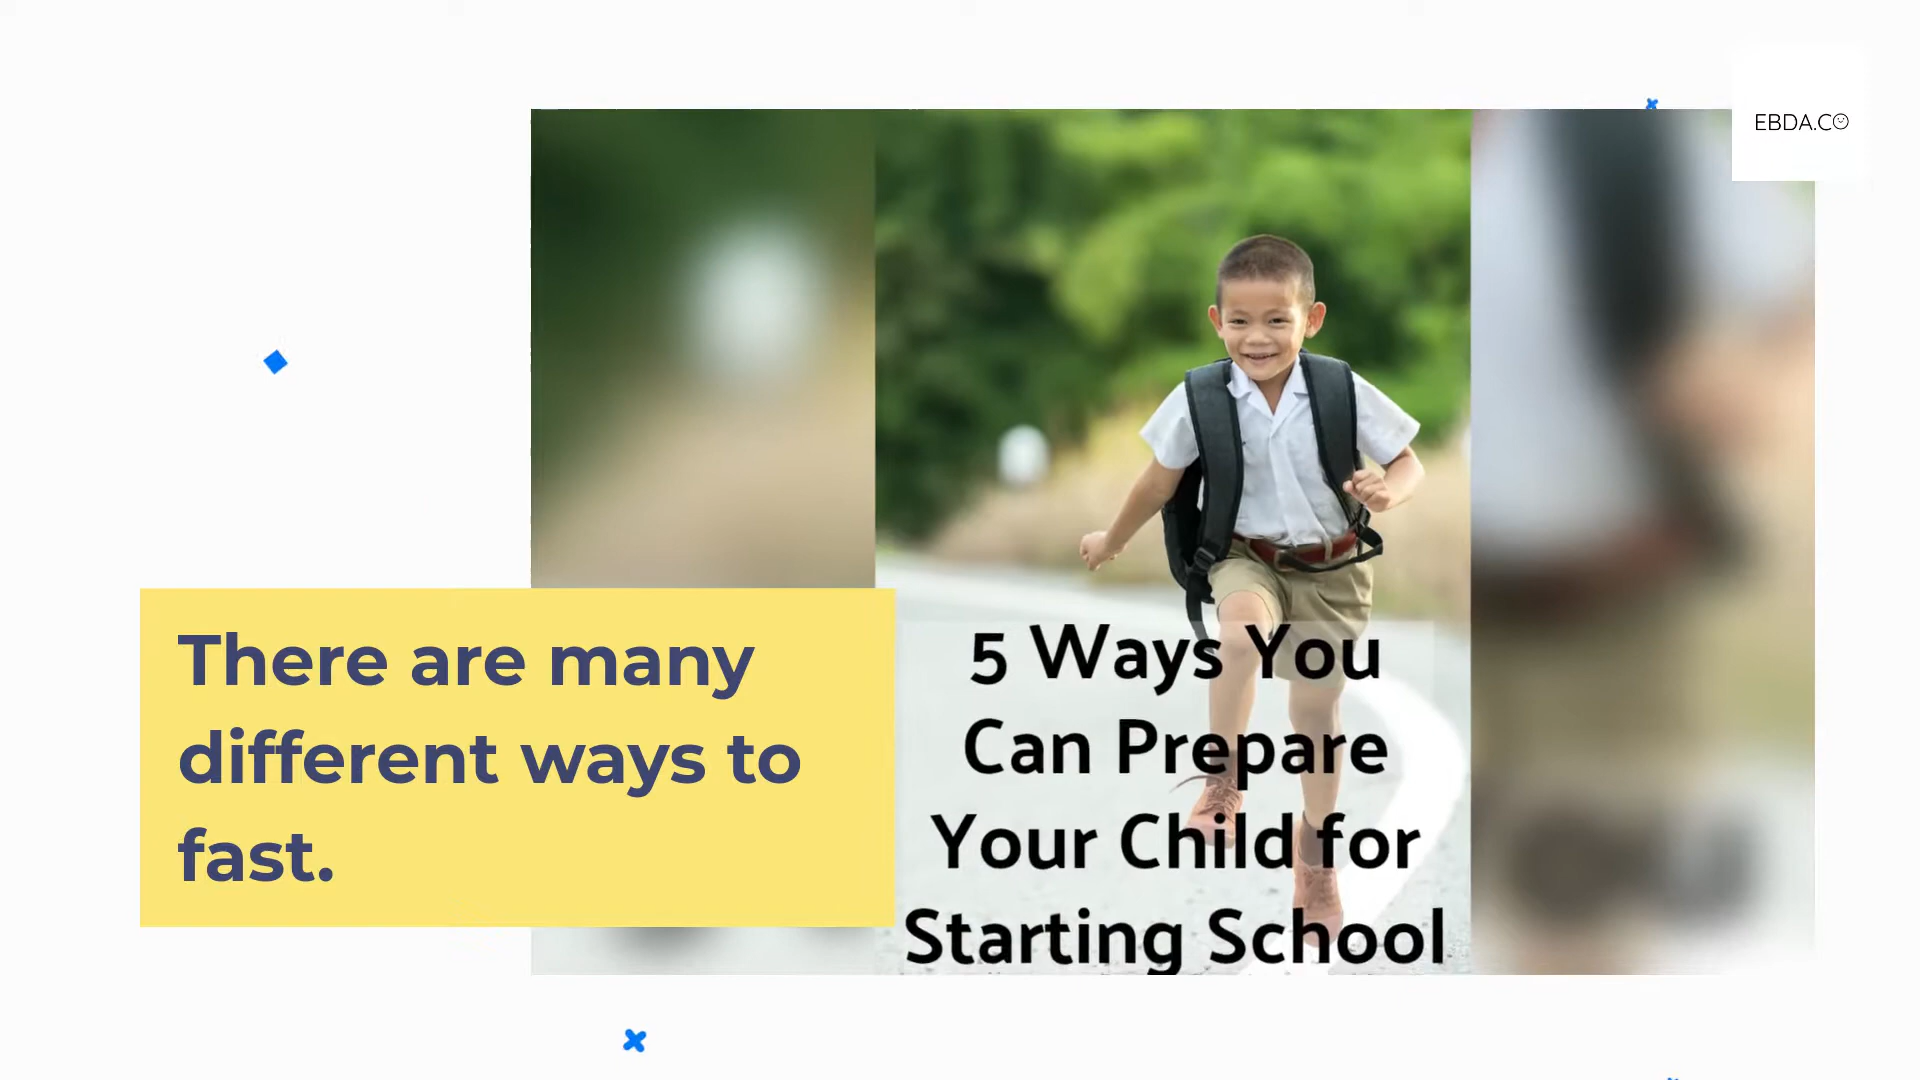 EBDA.CO
There are many
different ways to
fast.
5 Ways You
Can Prepare
Your Child for
Starting School